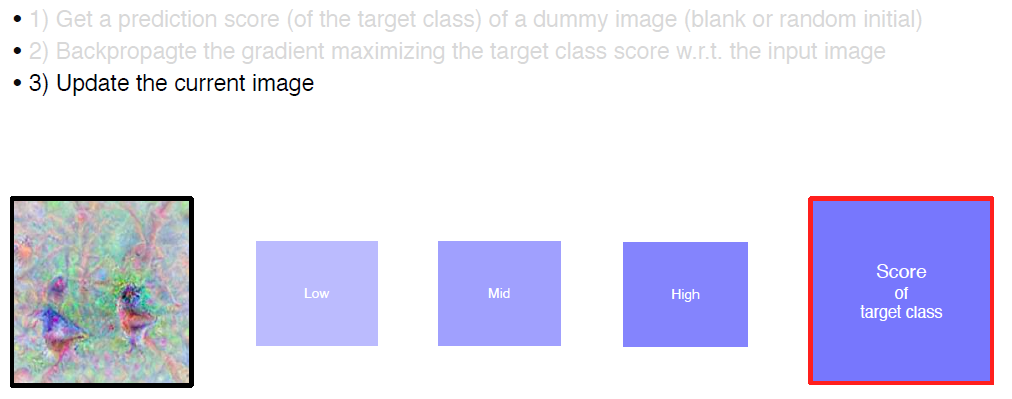 • 1) Get a prediction score (of the target class) of a dummy image (blank or random initial)
• 2) Backpropagte the gradient maximizing the target class score w.r.t. the input image
• 3) Update the current image
Low
Mid
High
Score
of
target class